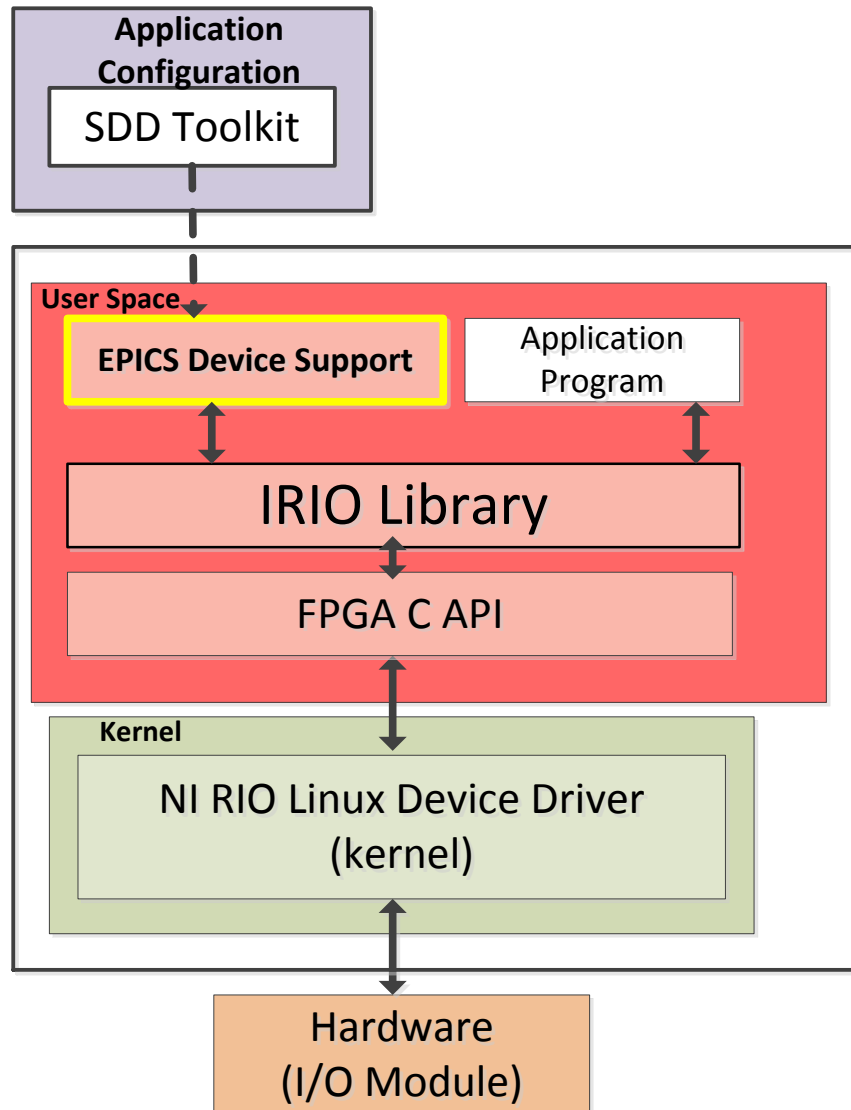 Application
Configuration
SDD Toolkit
User Space
EPICS Device Support
Application
Program
IRIO Library
FPGA C API
Kernel
NI RIO Linux Device Driver
(kernel)
Hardware
(I/O Module)